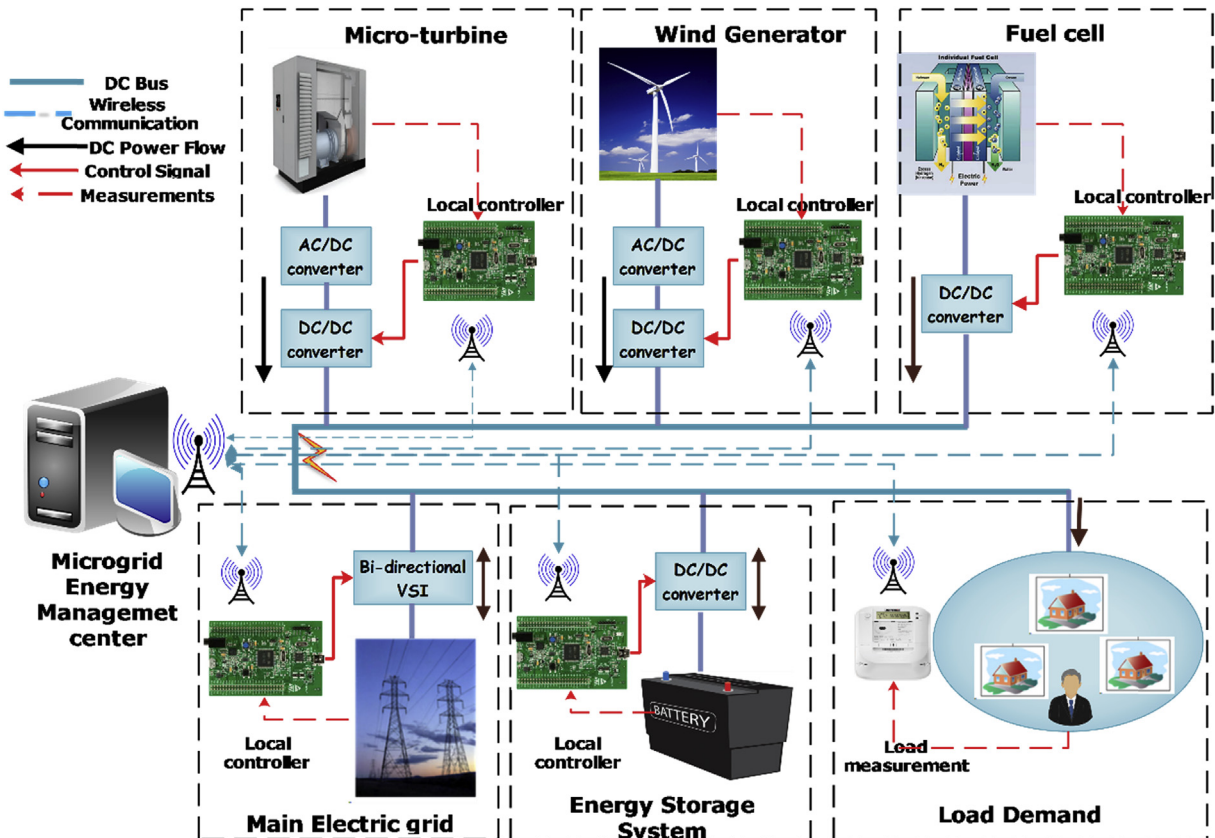 Micro-turbine
Wind Generator
Fuel cell
DC Bus
Wireless
Communication
DC Power Flow
Control Signal
Measurements
Individual Fuel Cell
Electric
Power
Local controller
Local controller
Local controller
AC/DC
converter
DC/DC
converter
AC/DC
converter
DC/DC
converter
DC/DC
converter
Microgrid
Energy
Managemet
center
Bi-directional
VSI
DC/DC
converter
BATTERY
Local
controller
Local
controller
Load
measurement
Main Electric grid
Energy Storage
System
Load Demand